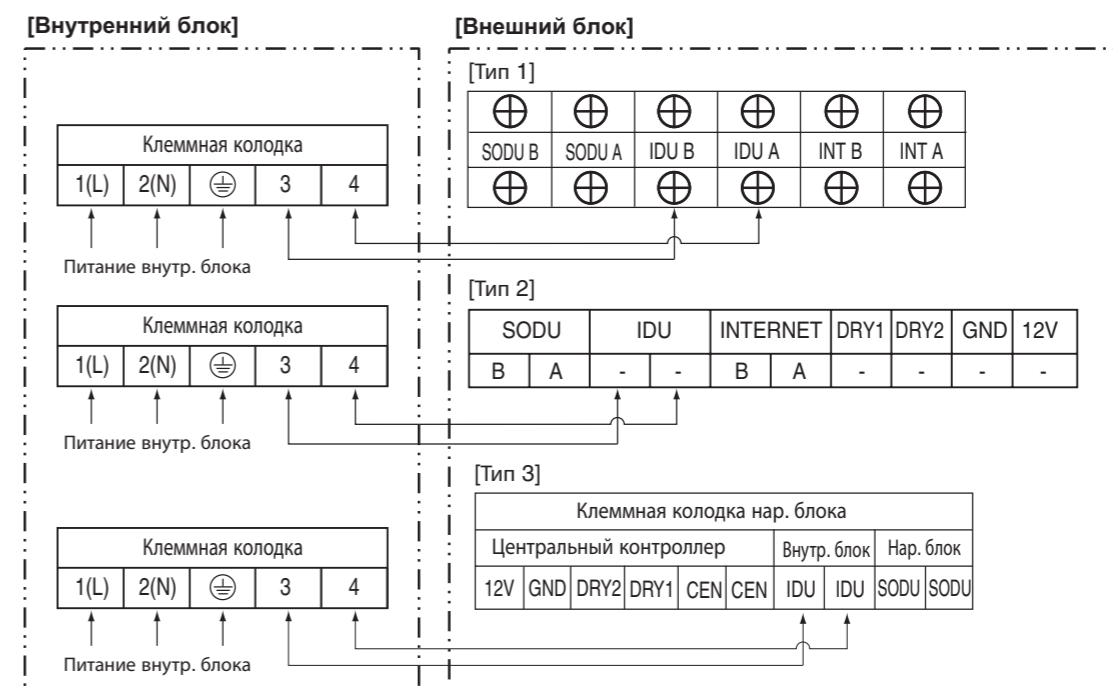 [Внутренний блок]
[Внешний блок]
[Тип 1]
SODU B SODU A IDU B IDU A INT B INT A
Клеммная колодка
1(L) 2(N) 3 4
Питание внутр. блока
[Тип 2]
SODU IDU INTERNET DRY1 DRY2 GND 12V
B A - - B A - - - -
Клеммная колодка
1(L) 2(N) 3 4
Питание внутр. блока
[Тип 3]
Клеммная колодка нар. блока
Центральный контроллер Внутр. блок Нар. блок
12V GND DRY2 DRY1 CEN CEN IDU IDU SODU SODU
Клеммная колодка
1(L) 2(N) 3 4
Питание внутр. блока